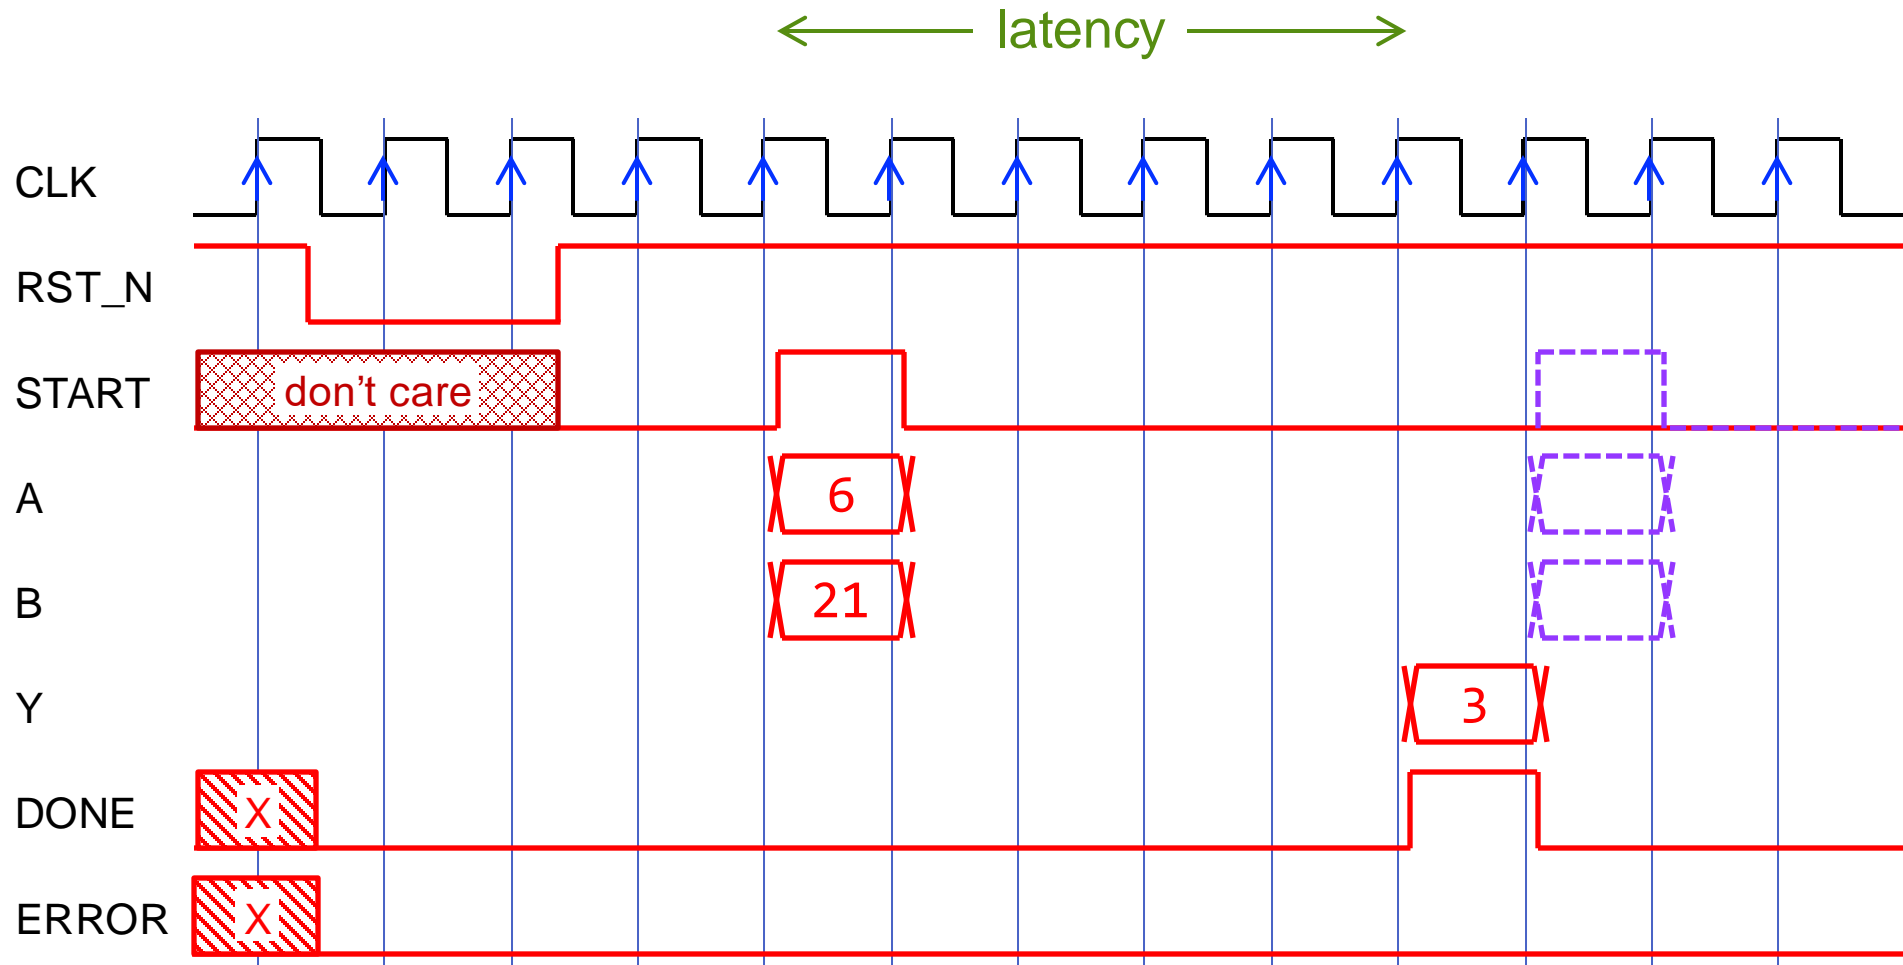 latency
CLK
RST_N
START
don't care
A
6
B
21
Y
3
DONE
X
ERROR
X